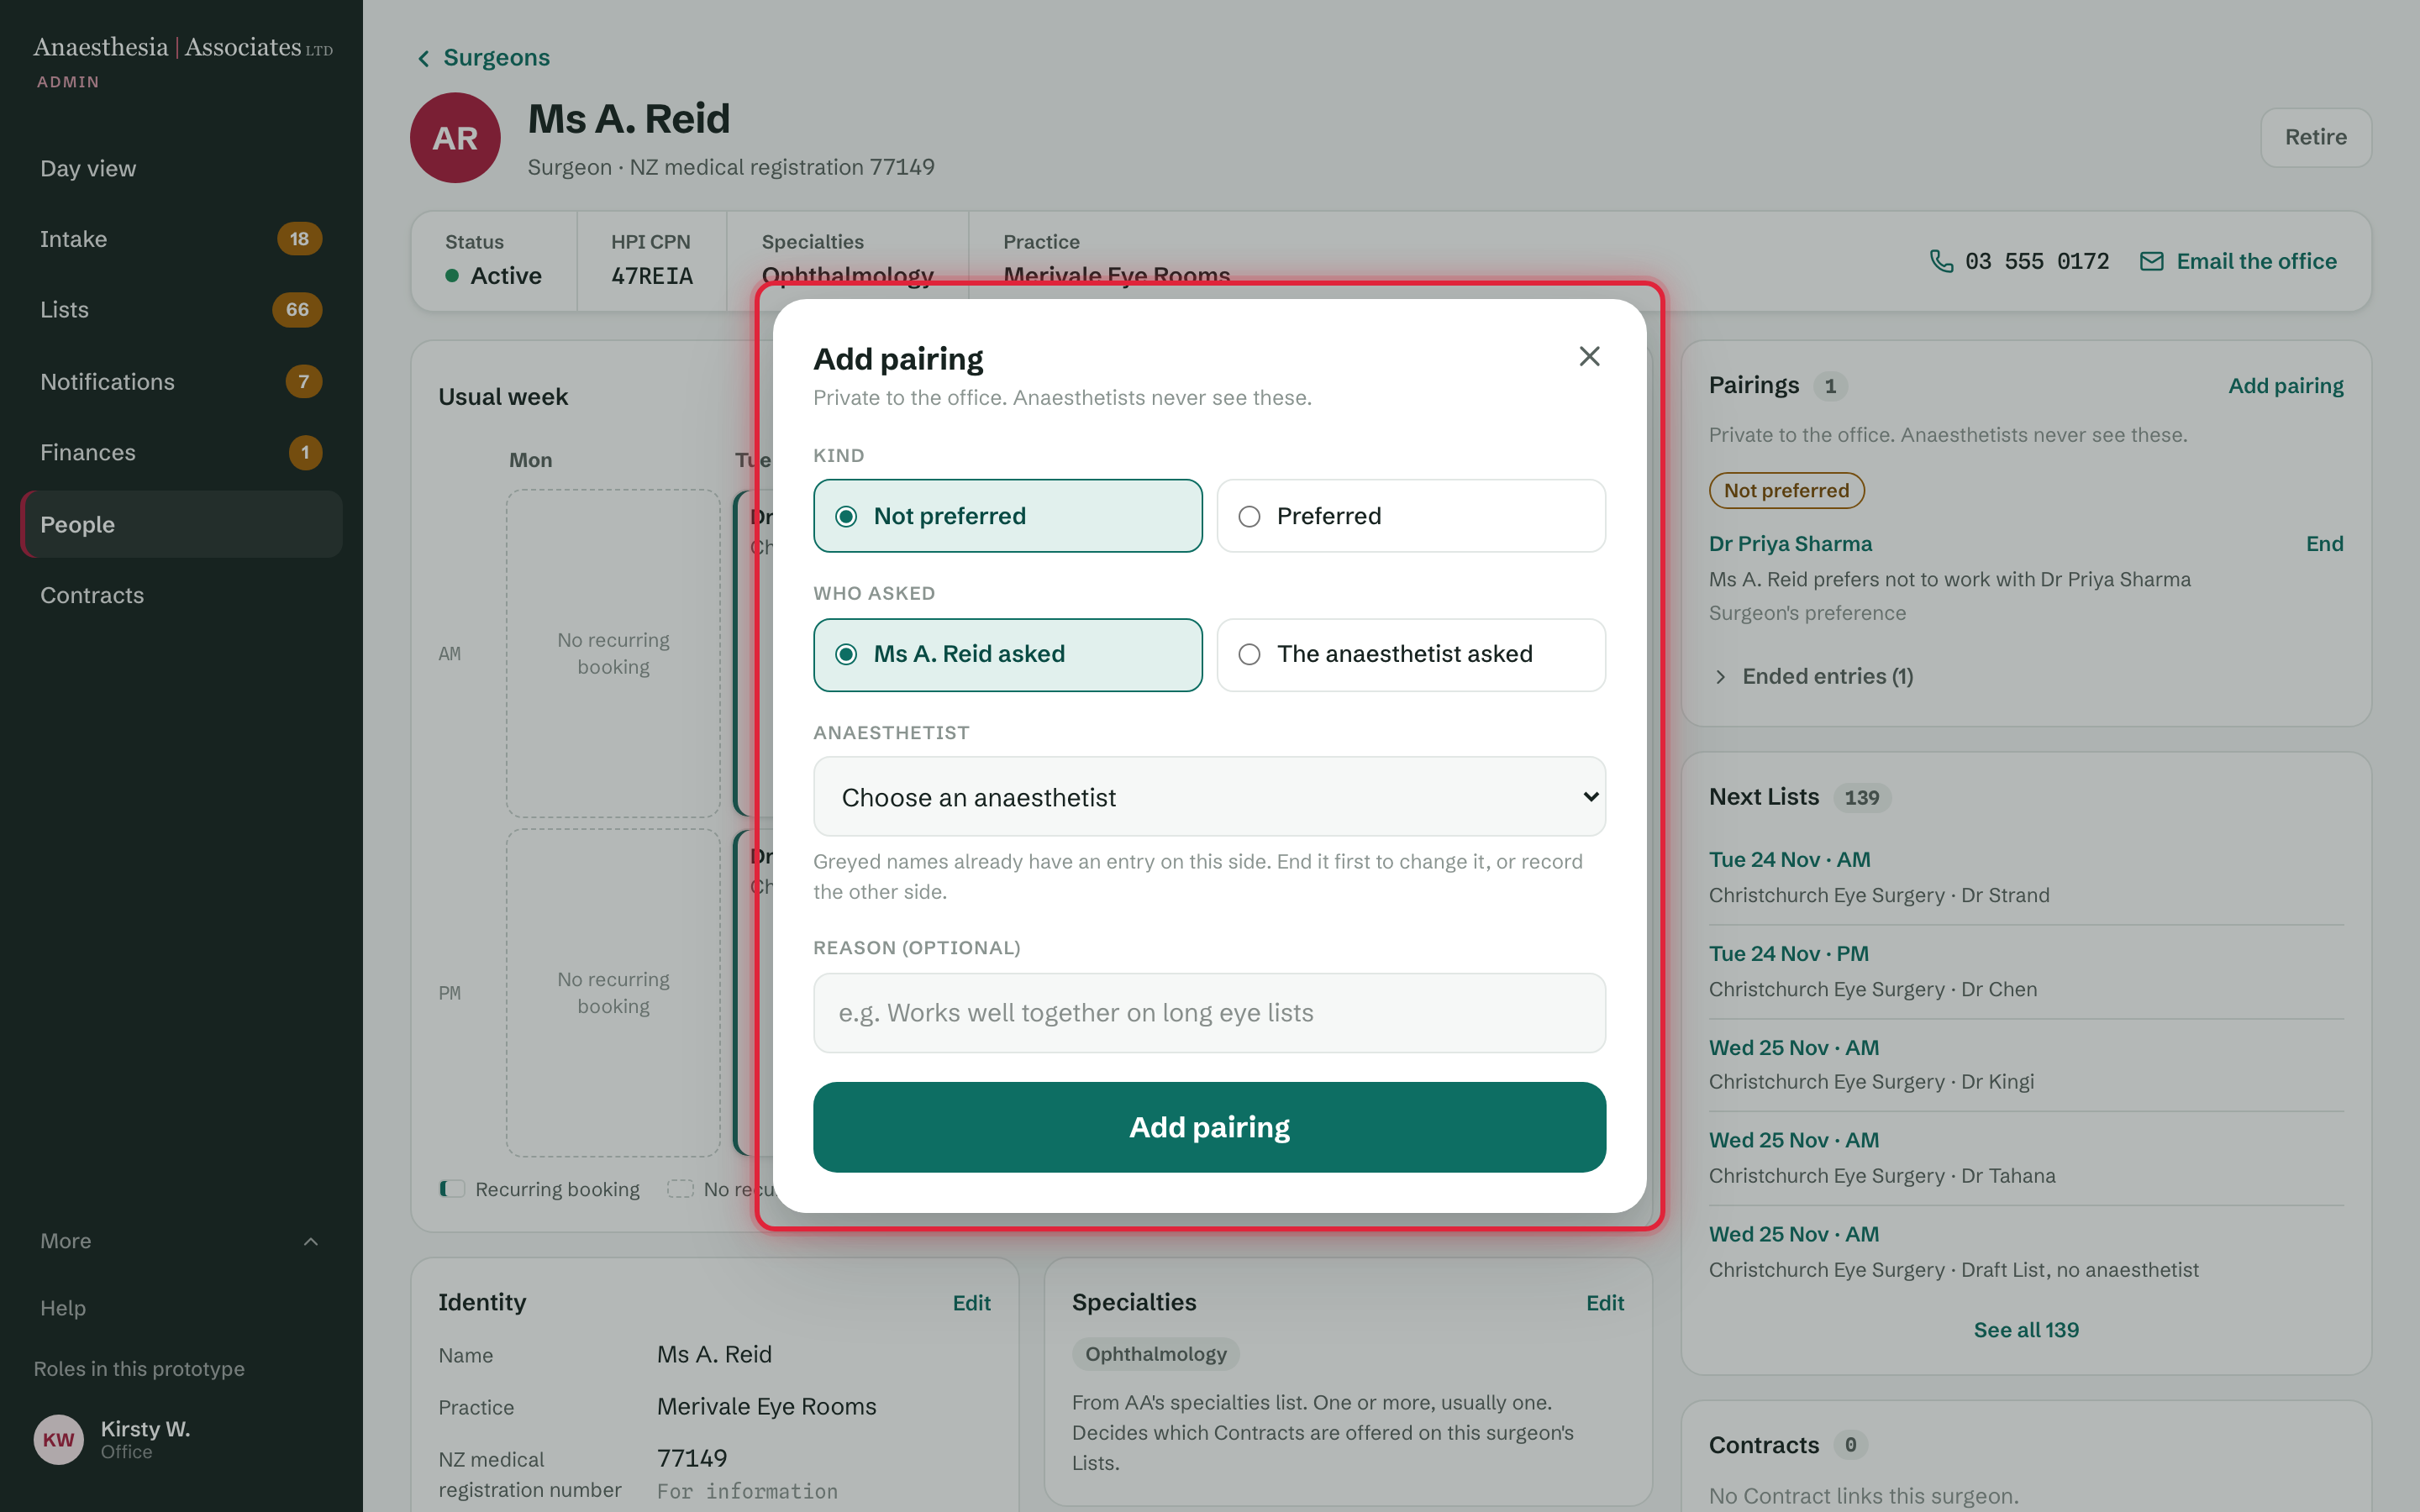 Anaesthesia | Associates LTD
ADMIN
Day view
Intake 18
Lists 66
Notifications 7
Finances 1
People
Contracts
More
Help
Roles in this prototype
KW
Kirsty W.
Office
Surgeons
AR
Ms A. Reid
Surgeon · NZ medical registration 77149
Retire
Status
Active
HPI CPN
47REIA
Specialties
Ophthalmology
Practice
Merivale Eye Rooms
03 555 0172
Email the office
Usual week
Mon
Tue
AM
No recurring
booking
Dr
Ch
PM
No recurring
booking
Dr
Ch
Recurring booking
No recu
Add pairing
Private to the office. Anaesthetists never see these.
KIND
Not preferred
Preferred
WHO ASKED
Ms A. Reid asked
The anaesthetist asked
ANAESTHETIST
Choose an anaesthetist
Greyed names already have an entry on this side. End it first to change it, or record
the other side.
REASON (OPTIONAL)
e.g. Works well together on long eye lists
Add pairing
Pairings 1
Add pairing
Private to the office. Anaesthetists never see these.
Not preferred
Dr Priya Sharma
End
Ms A. Reid prefers not to work with Dr Priya Sharma
Surgeon's preference
Ended entries (1)
Next Lists 139
Tue 24 Nov · AM
Christchurch Eye Surgery · Dr Strand
Tue 24 Nov · PM
Christchurch Eye Surgery · Dr Chen
Wed 25 Nov · AM
Christchurch Eye Surgery · Dr Kingi
Wed 25 Nov · AM
Christchurch Eye Surgery · Dr Tahana
Wed 25 Nov · AM
Christchurch Eye Surgery · Draft List, no anaesthetist
See all 139
Identity
Edit
Name
Ms A. Reid
Practice
Merivale Eye Rooms
NZ medical
registration number
77149
For information
Specialties
Edit
Ophthalmology
From AA's specialties list. One or more, usually one.
Decides which Contracts are offered on this surgeon's
Lists.
Contracts 0
No Contract links this surgeon.